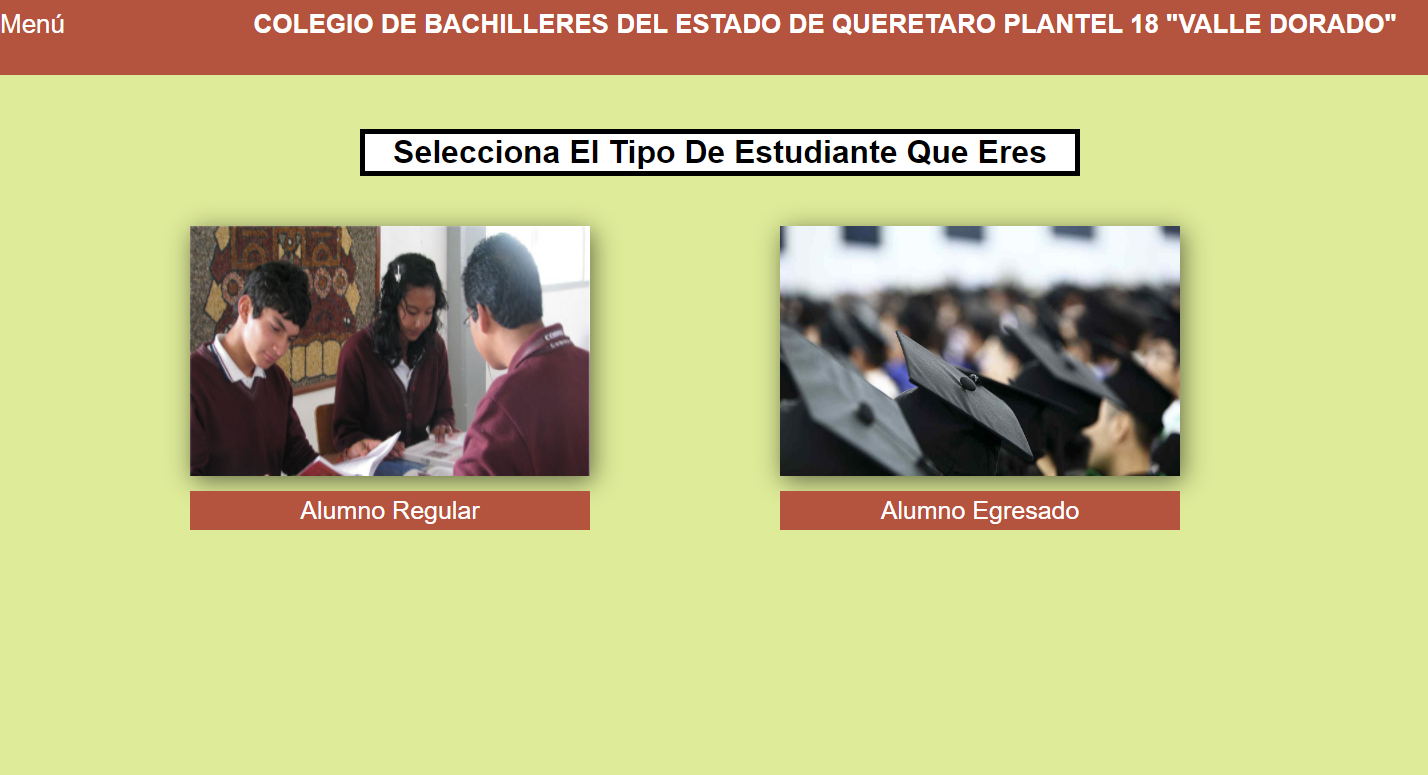 Menú
COLEGIO DE BACHILLERES DEL ESTADO DE QUERETARO PLANTEL 18 "VALLE DORADO"
Selecciona El Tipo De Estudiante Que Eres
Alumno Regular
Alumno Egresado